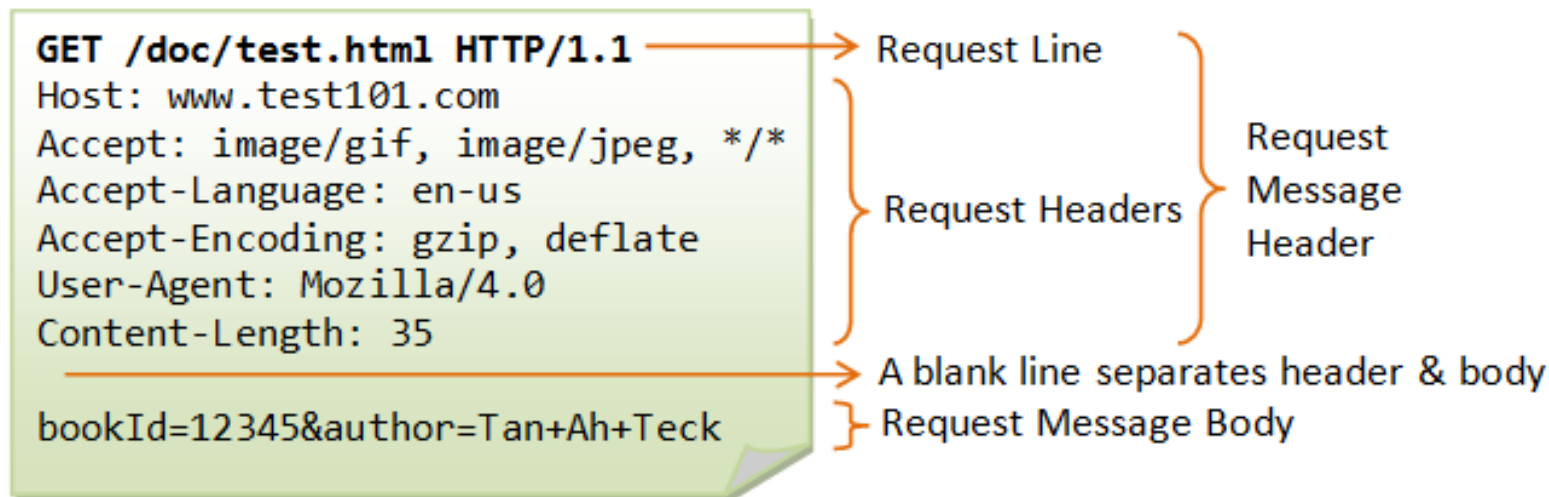 GET /doc/test.html HTTP/1.1
Host: www.test101.com
Accept: image/gif, image/jpeg, */*
Accept-Language: en-us
Accept-Encoding: gzip, deflate
User-Agent: Mozilla/4.0
Content-Length: 35
bookId=12345&author=Tan+Ah+Teck
Request Line
Request Headers
Request
Message
Header
A blank line separates header & body
Request Message Body